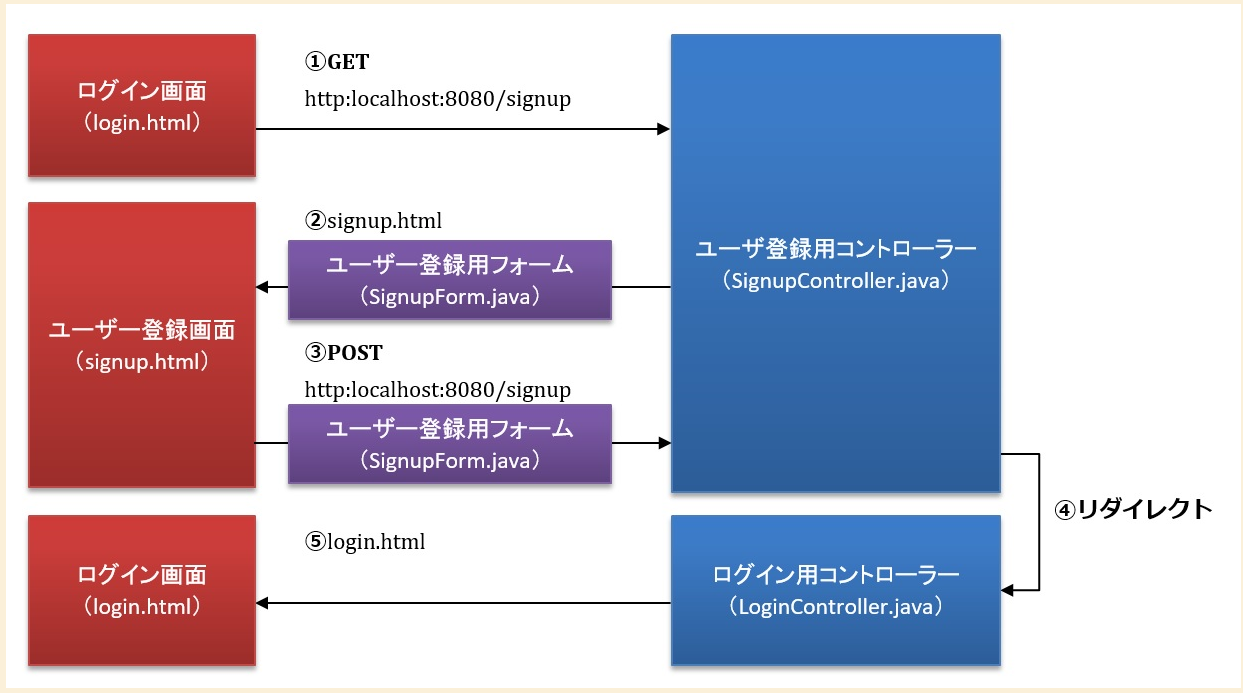 ログイン画面
（login.html）
①GET
http:localhost:8080/signup
②signup.html
ユーザー登録用フォーム
（SignupForm.java）
ユーザ登録用コントローラー
（SignupController.java）
ユーザー登録画面
（signup.html）
③POST
http:localhost:8080/signup
ユーザー登録用フォーム
（SignupForm.java）
④リダイレクト
ログイン画面
（login.html）
⑤login.html
ログイン用コントローラー
（LoginController.java）